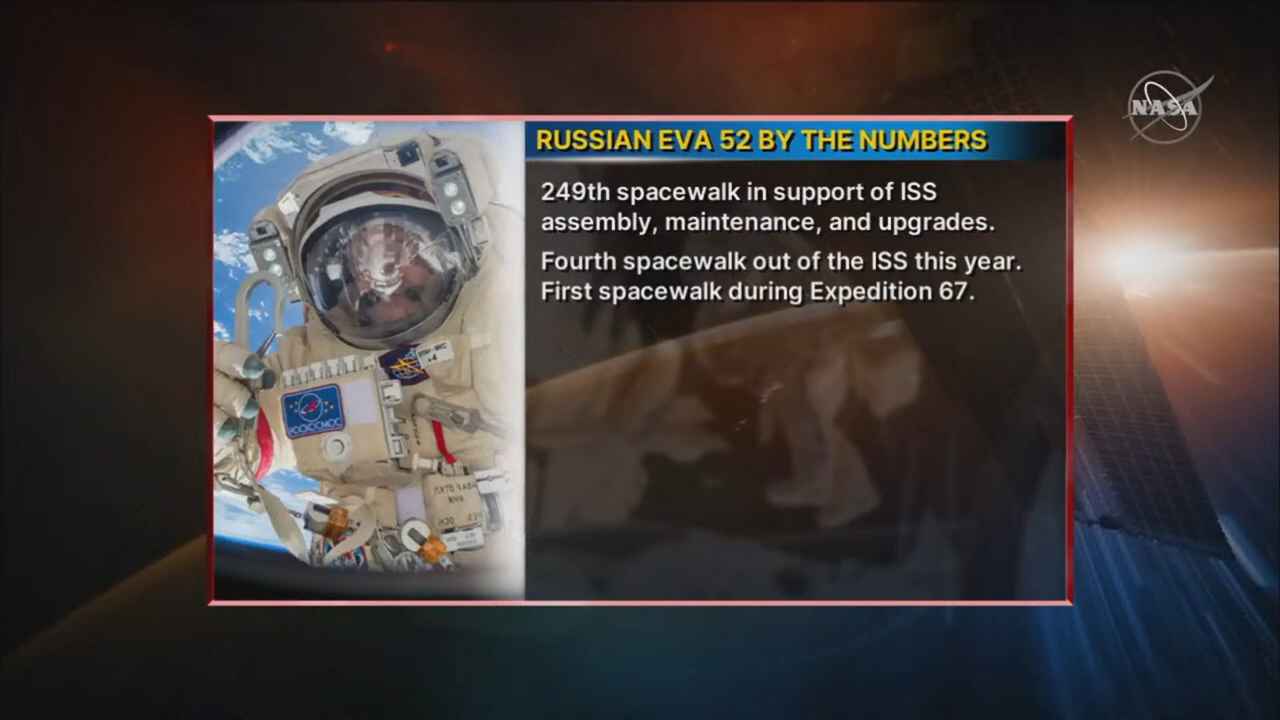 NASA
RUSSIAN EVA 52 BY THE NUMBERS
249th spacewalk in support of ISS
assembly, maintenance, and upgrades.
Fourth spacewalk out of the ISS this year.
First spacewalk during Expedition 67.
РОСКОСМОС